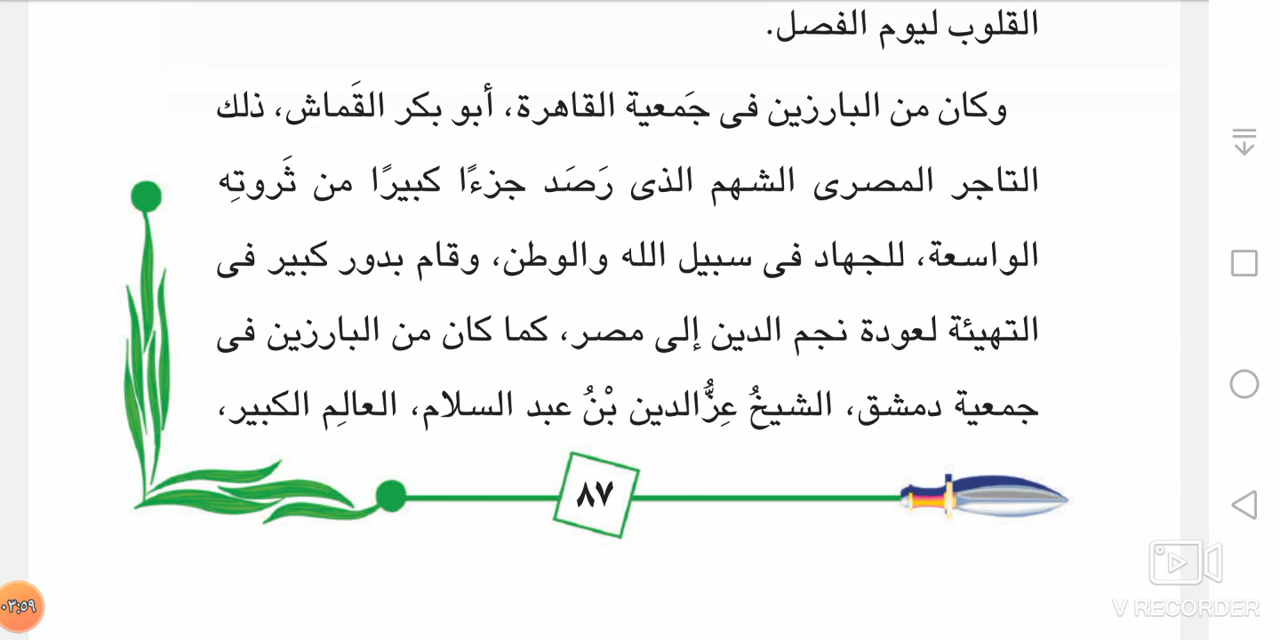 القلوب ليوم الفصل.
وكان من البارزين فى جَمعية القاهرة، أبو بكر القَماش، ذلك
التاجر المصرى الشهم الذى رَصَد جزءًا كبيرًا من ثَروتِه
الواسعة، للجهاد فى سبيل الله والوطن، وقام بدور كبير فى
التهيئة لعودة نجم الدين إلى مصر، كما كان من البارزين فى
جمعية دمشق، الشيخُ عِزُّالدين بْنُ عبد السلام، العالِم الكبير،
٨٧
٠٣:٥٩
V RECORDER